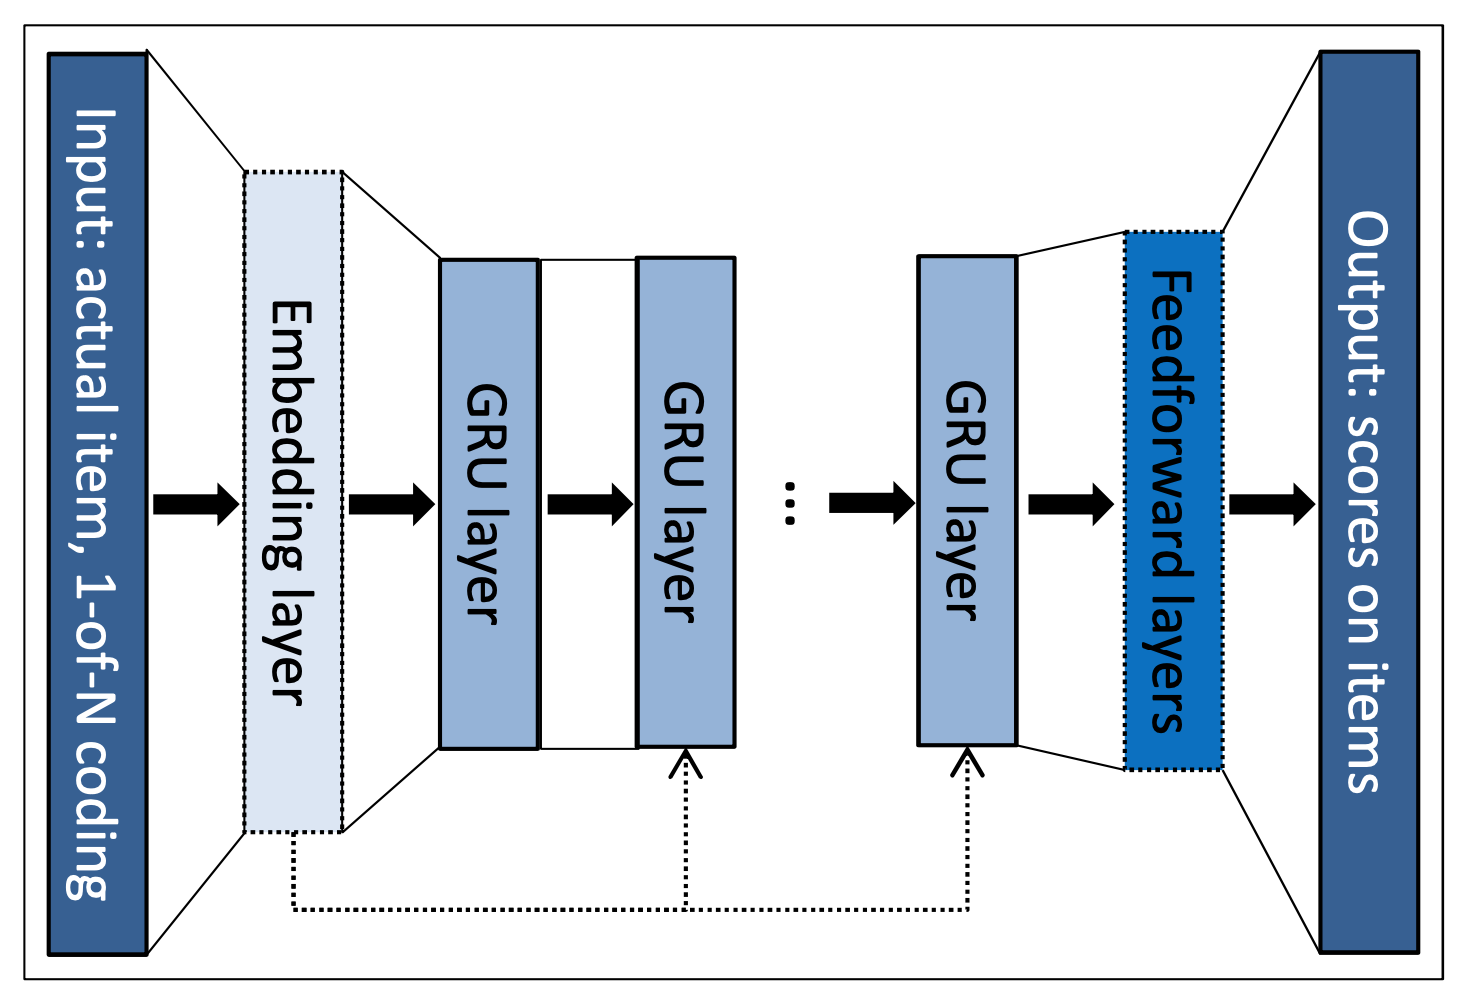 Input: actual item, 1-of-N coding
Embedding layer
GRU layer
GRU layer
...
GRU layer
Feedforward layers
Output: scores on items